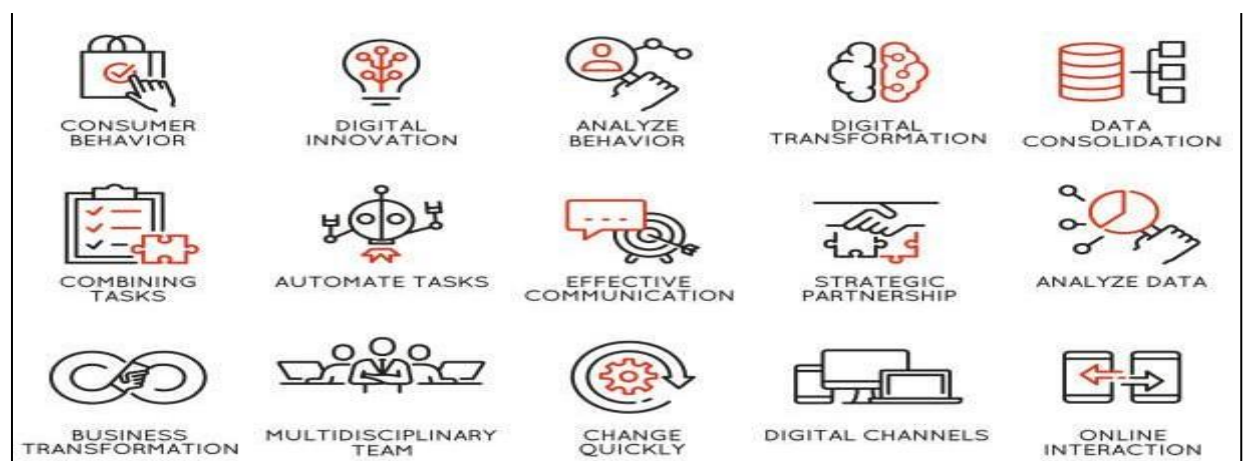 CONSUMER
BEHAVIOR
DIGITAL
INNOVATION
ANALYZE
BEHAVIOR
DIGITAL
TRANSFORMATION
DATA
CONSOLIDATION
COMBINING
TASKS
AUTOMATE TASKS
EFFECTIVE
COMMUNICATION
STRATEGIC
PARTNERSHIP
ANALYZE DATA
BUSINESS
TRANSFORMATION
MULTIDISCIPLINARY
TEAM
CHANGE
QUICKLY
DIGITAL CHANNELS
ONLINE
INTERACTION